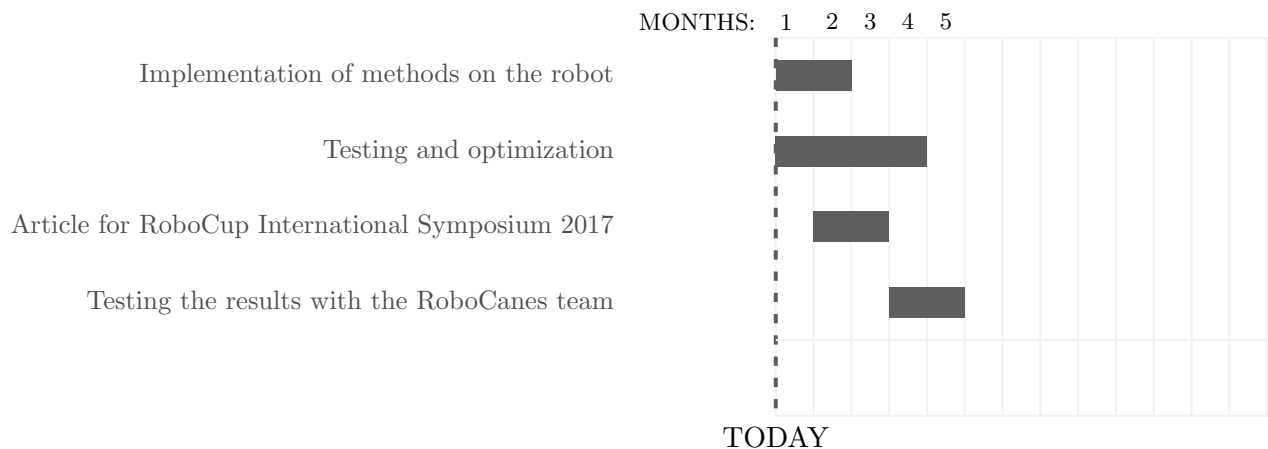 MONTHS: 1 2 3 4 5
Implementation of methods on the robot
Testing and optimization
Article for RoboCup International Symposium 2017
Testing the results with the RoboCanes team
TODAY